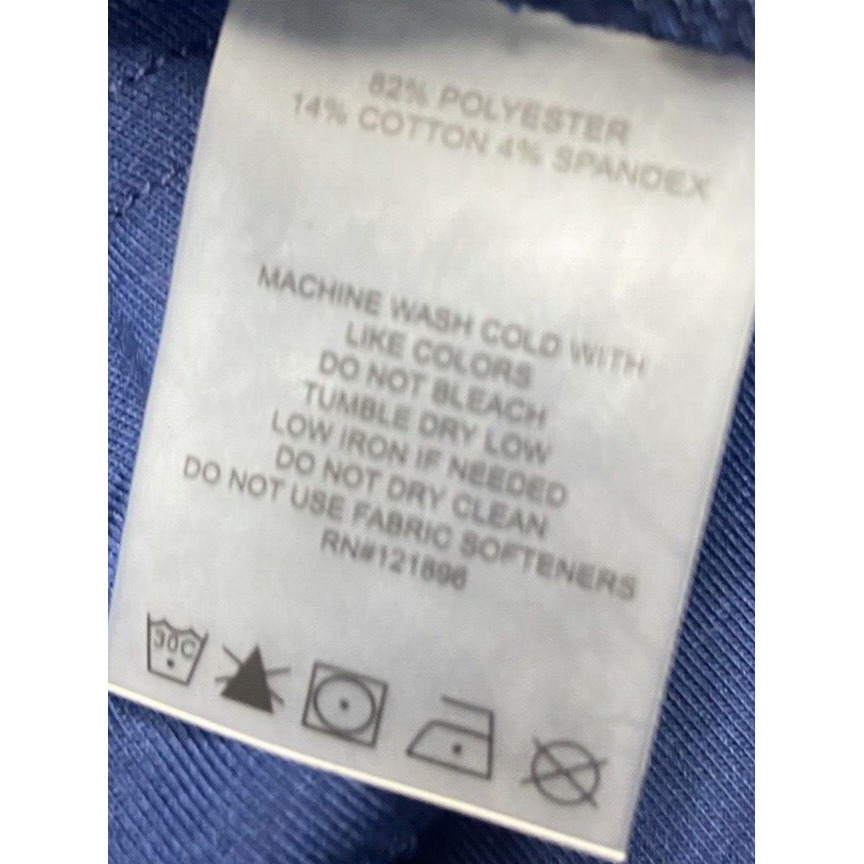 82% POLYESTER
14% COTTON 4% SPANDEX
MACHINE WASH COLD WITH
LIKE COLORS
DO NOT BLEACH
TUMBLE DRY LOW
LOW IRON IF NEEDED
DO NOT DRY CLEAN
DO NOT USE FABRIC SOFTENERS
RN#121896
30C